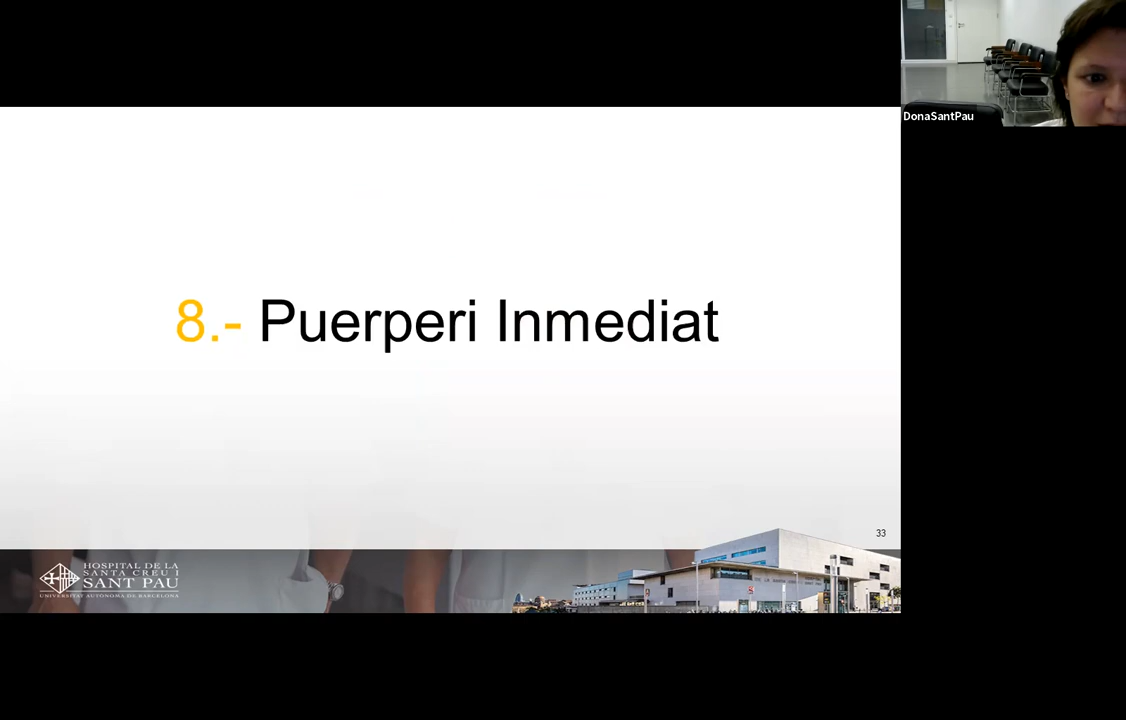 DonaSantPau
8.- Puerperi Inmediat
33
HOSPITAL DE LA
SANTA CREU I
SANT PAU
UNIVERSITAT AUTÒNOMA DE BARCELONA